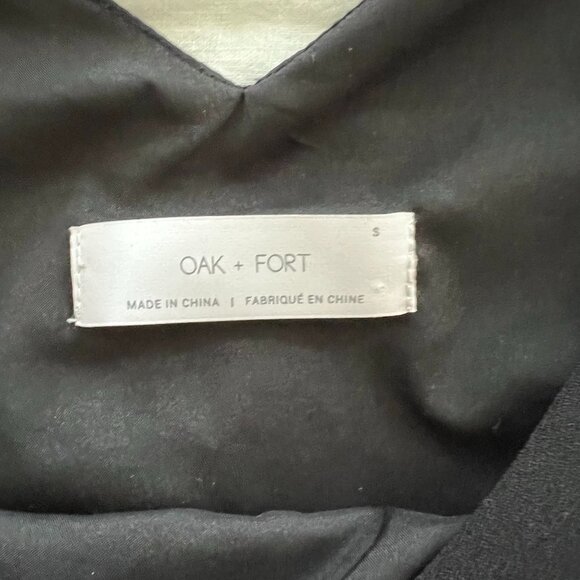 S
OAK + FORT
MADE IN CHINA | FABRIQUÉ EN CHINE